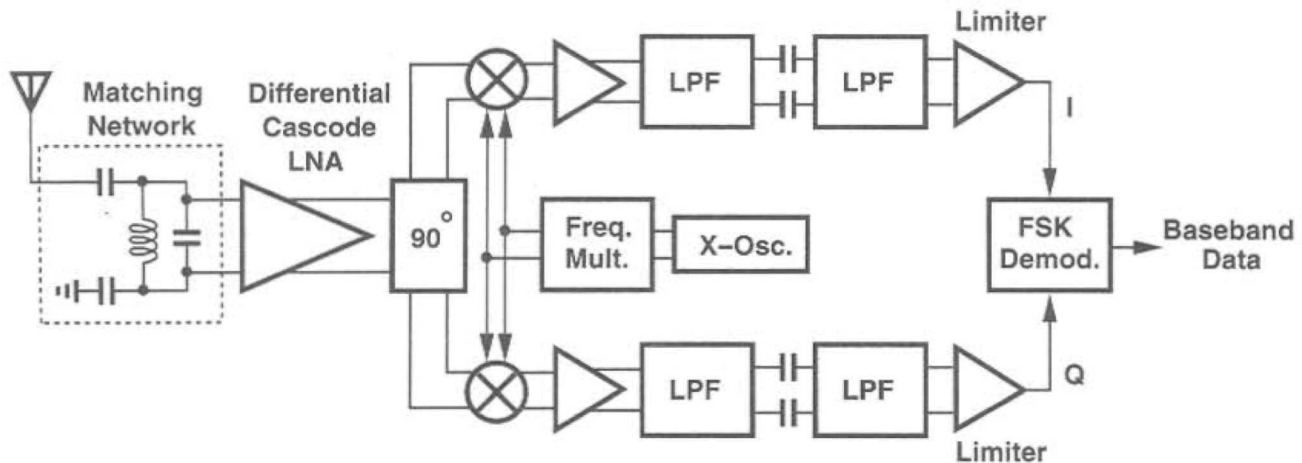 Limiter
Matching
Network
Differential
Cascode
LNA
LPF
LPF
I
90°
Freq.
Mult.
X–Osc.
FSK
Demod.
Baseband
Data
LPF
LPF
Q
Limiter